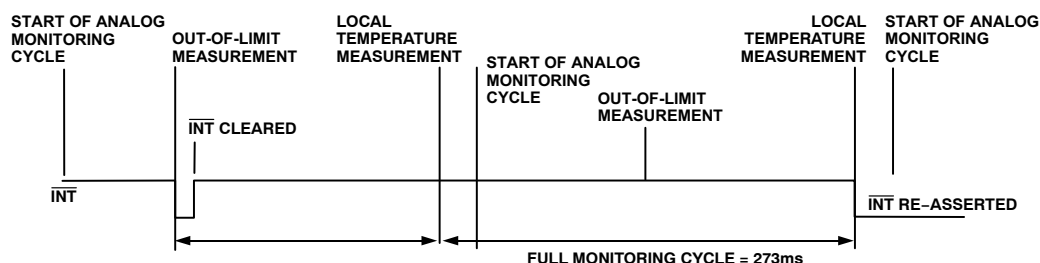 START OF ANALOG
MONITORING
CYCLE
OUT-OF-LIMIT
MEASUREMENT
LOCAL
TEMPERATURE
MEASUREMENT
START OF ANALOG
MONITORING
CYCLE
OUT-OF-LIMIT
MEASUREMENT
LOCAL
TEMPERATURE
MEASUREMENT
START OF ANALOG
MONITORING
CYCLE
INT CLEARED
INT
INT RE–ASSERTED
FULL MONITORING CYCLE = 273ms